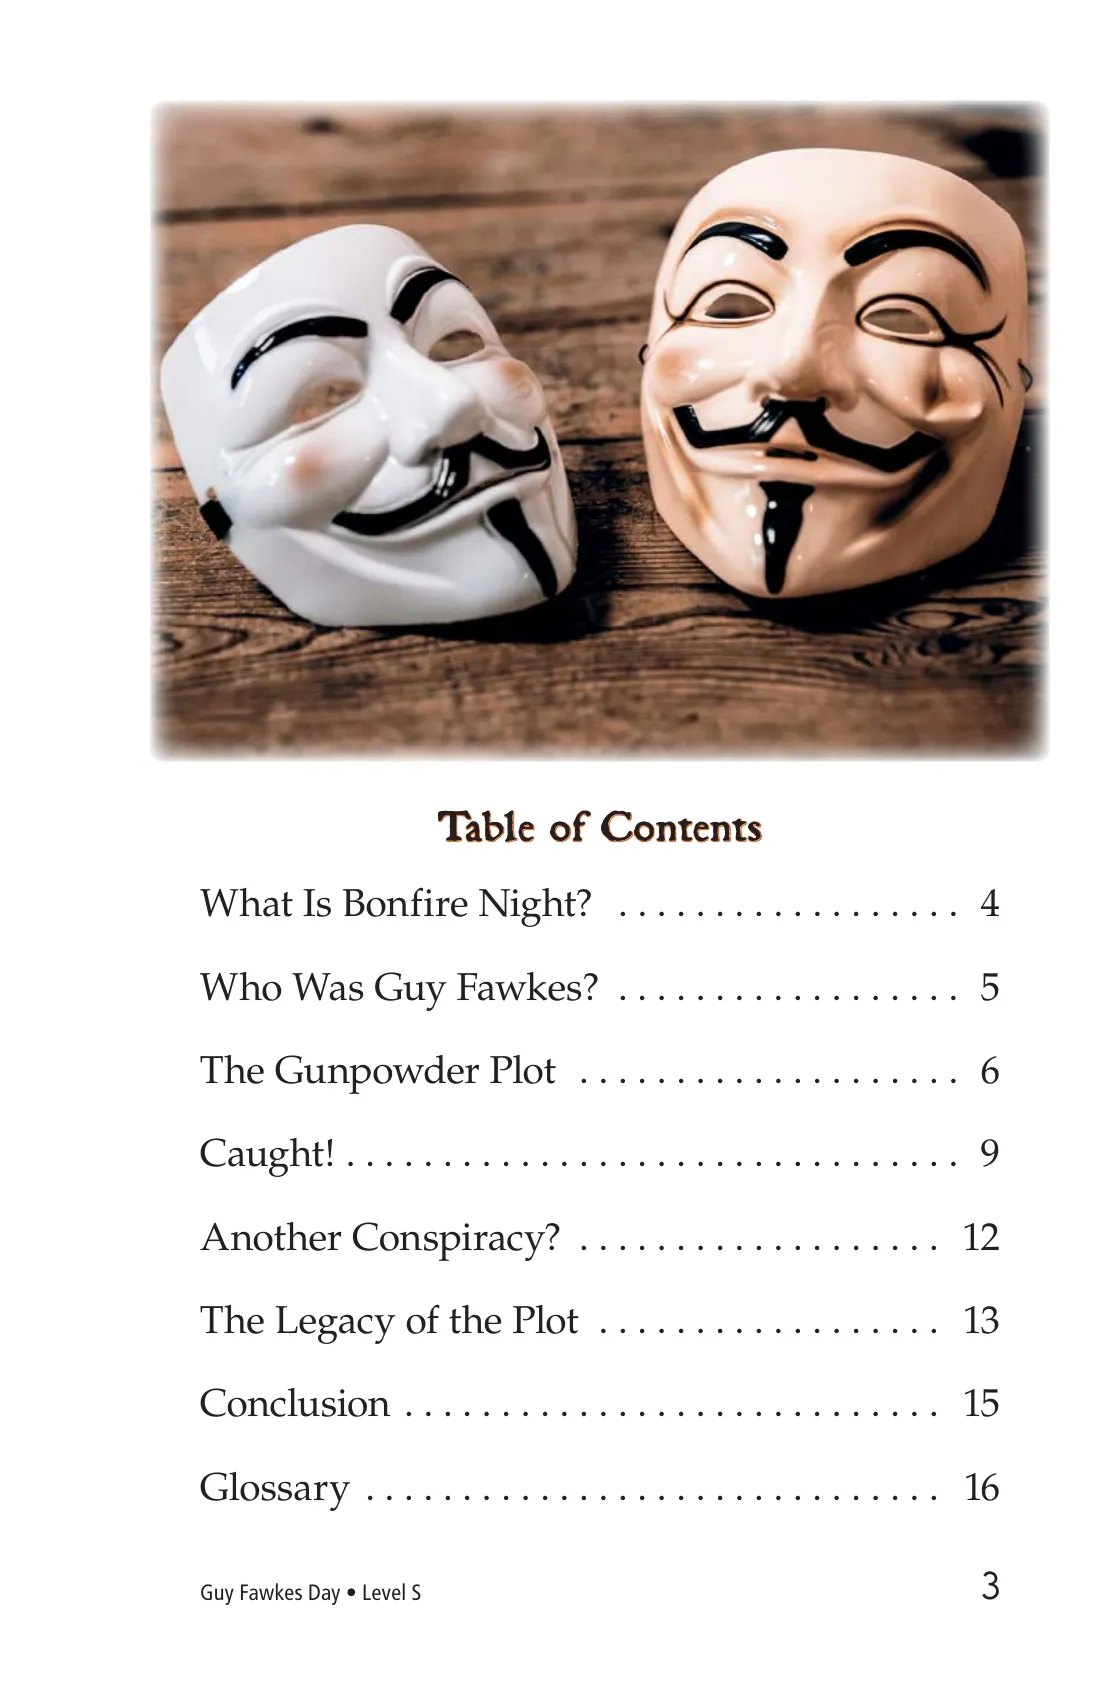 Table of Contents
What Is Bonfire Night? . . . . . . . . . . . . . . . . . . 4
Who Was Guy Fawkes? . . . . . . . . . . . . . . . . . . 5
The Gunpowder Plot . . . . . . . . . . . . . . . . . . . . 6
Caught! . . . . . . . . . . . . . . . . . . . . . . . . . . . . . . . . 9
Another Conspiracy? . . . . . . . . . . . . . . . . . . . 12
The Legacy of the Plot . . . . . . . . . . . . . . . . . . 13
Conclusion . . . . . . . . . . . . . . . . . . . . . . . . . . . . 15
Glossary . . . . . . . . . . . . . . . . . . . . . . . . . . . . . . 16
Guy Fawkes Day • Level S 3